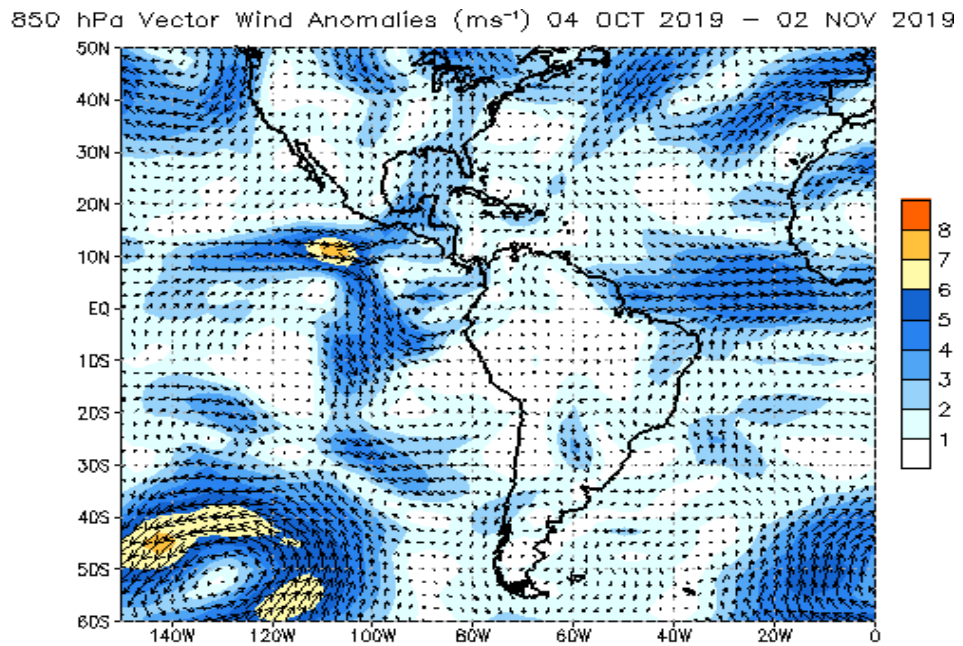 850 hPa Vector Wind Anomalies (ms⁻¹) 04 OCT 2019 – 02 NOV 2019
50N
40N
30N
20N
10N
EQ
10S
20S
30S
40S
50S
60S
140W 120W 100W 80W 60W 40W 20W 0
8
7
6
5
4
3
2
1